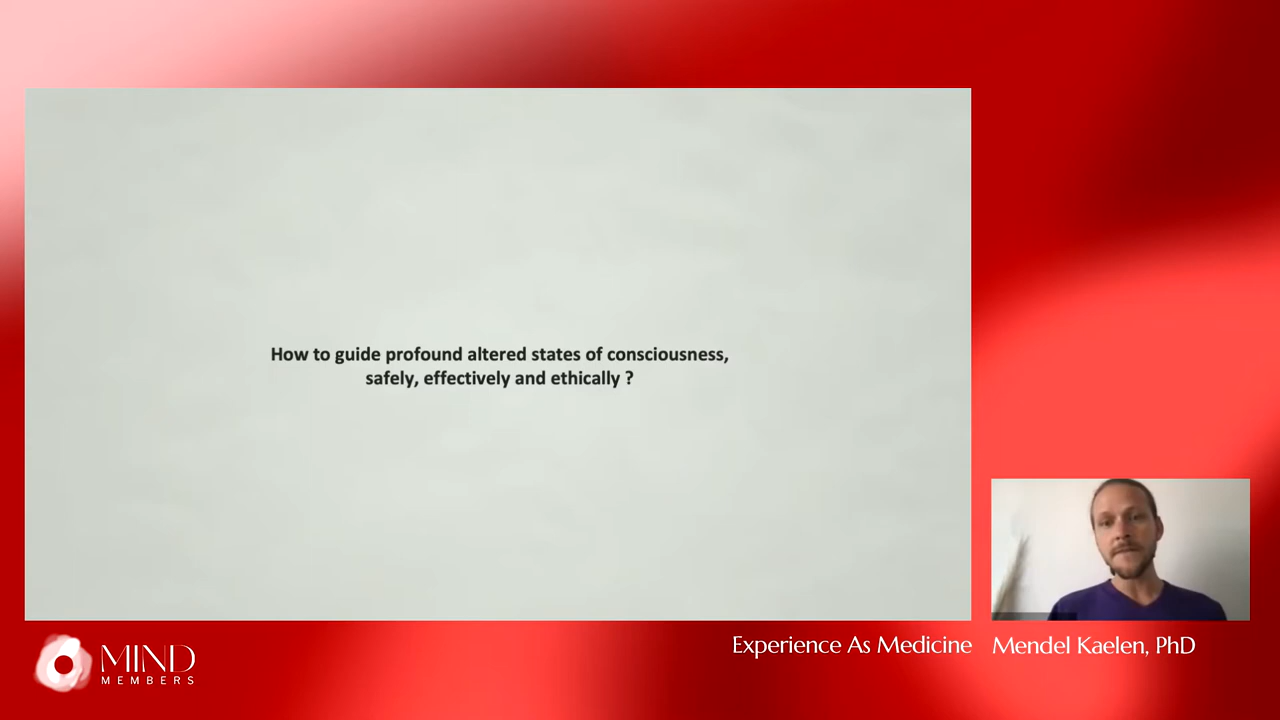 How to guide profound altered states of consciousness,
safely, effectively and ethically ?
Experience As Medicine
Mendel Kaelen, PhD
MIND
MEMBERS